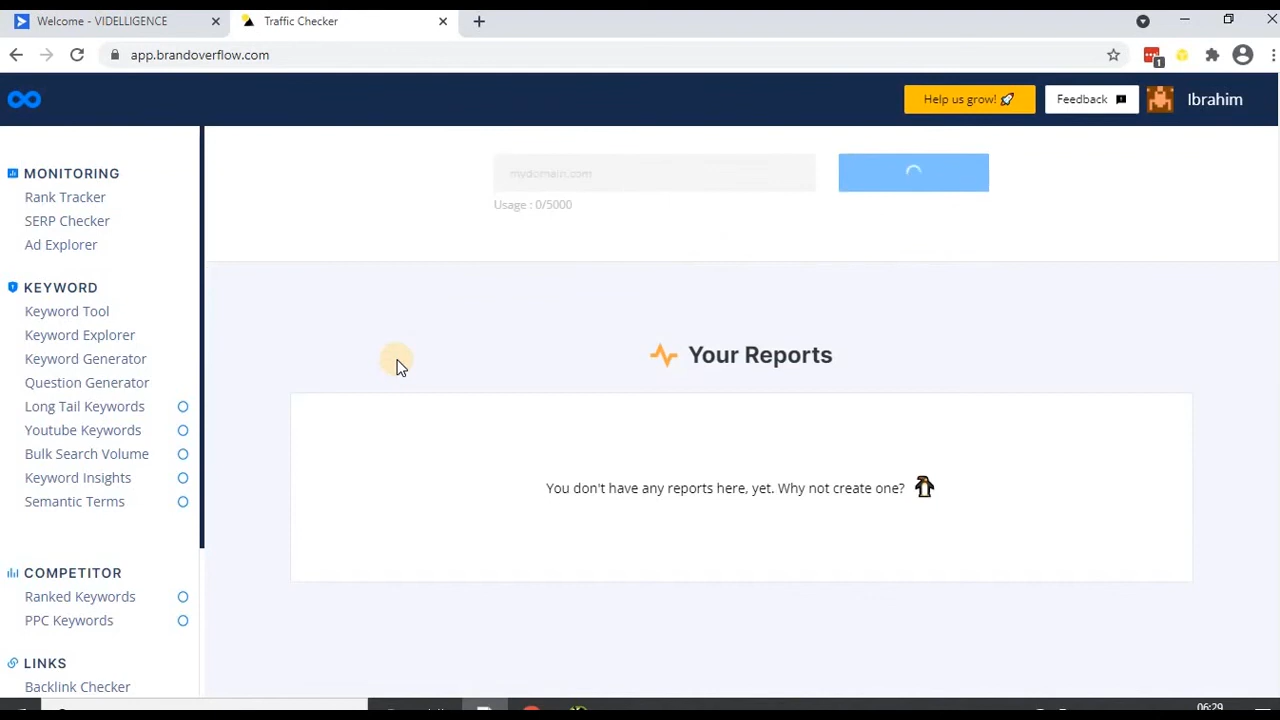 Welcome - VIDELLIGENCE
Traffic Checker
app.brandoverflow.com
1
Help us grow!
Feedback
Ibrahim
MONITORING
Rank Tracker
SERP Checker
Ad Explorer
KEYWORD
Keyword Tool
Keyword Explorer
Keyword Generator
Question Generator
Long Tail Keywords
Youtube Keywords
Bulk Search Volume
Keyword Insights
Semantic Terms
COMPETITOR
Ranked Keywords
PPC Keywords
LINKS
Backlink Checker
mydomain.com
Usage : 0/5000
Your Reports
You don't have any reports here, yet. Why not create one?
06:29